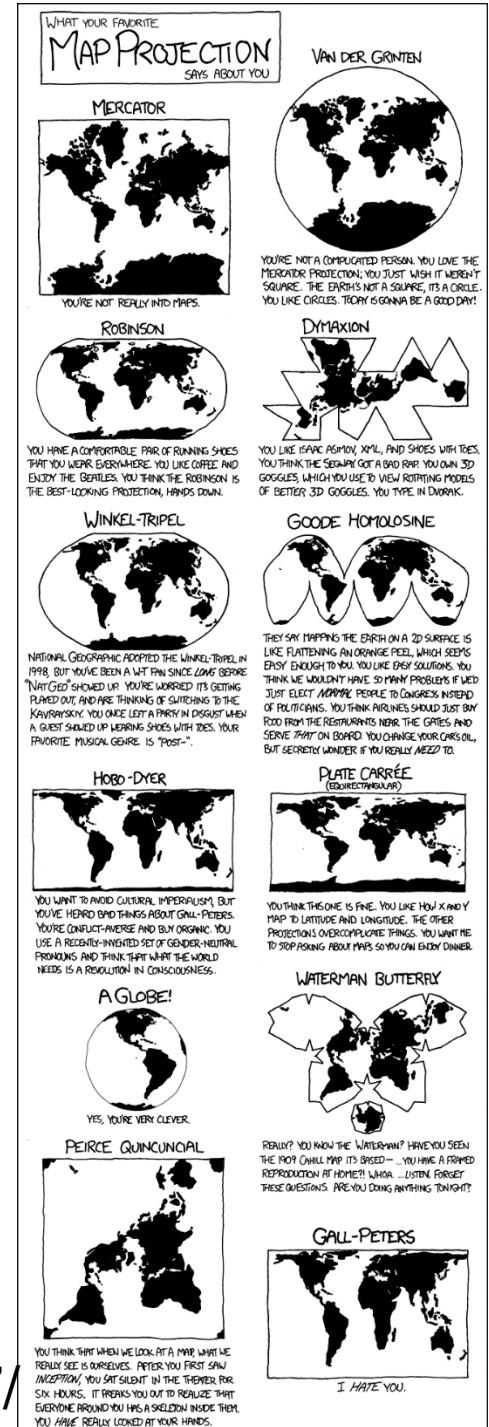 WHAT YOUR FAVORITE
MAP PROJECTION
SAYS ABOUT YOU
MERCATOR
YOU'RE NOT REALLY INTO MAPS.
VAN DER GRINTEN
YOU'RE NOT A COMPLICATED PERSON. YOU LOVE THE
MERCATOR PROJECTION; YOU JUST WISH IT WEREN'T
SQUARE. THE EARTH'S NOT A SQUARE, IT'S A CIRCLE.
YOU LIKE CIRCLES. TODAY IS GONNA BE A GOOD DAY!
ROBINSON
YOU HAVE A COMFORTABLE PAIR OF RUNNING SHOES
THAT YOU WEAR EVERYWHERE. YOU LIKE COFFEE AND
ENJOY THE BEATLES. YOU THINK THE ROBINSON IS
THE BEST-LOOKING PROJECTION, HANDS DOWN.
DYMAXION
YOU LIKE ISAAC ASIMOV, XML, AND SHOES WITH TOES.
YOU THINK THE SEGWAY GOT A BAD RAP. YOU OWN 3D
GOGGLES, WHICH YOU USE TO VIEW ROTATING MODELS
OF BETTER 3D GOGGLES. YOU TYPE IN DVORAK.
WINKEL-TRIPEL
NATIONAL GEOGRAPHIC ADOPTED THE WINKEL-TRIPEL IN
1998, BUT YOU'VE BEEN A W-T FAN SINCE LONG BEFORE
"NAT GEO" SHOWED UP. YOU'RE WORRIED IT'S GETTING
PLAYED OUT, AND ARE THINKING OF SWITCHING TO THE
KAVRAYSKIY. YOU ONCE LEFT A PARTY IN DISGUST WHEN
A GUEST SHOWED UP WEARING SHOES WITH TOES. YOUR
FAVORITE MUSICAL GENRE IS "POST-".
GOODE HOMOLOSINE
THEY SAY MAPPING THE EARTH ON A 2D SURFACE IS
LIKE FLATTENING AN ORANGE PEEL, WHICH SEEMS
EASY ENOUGH TO YOU. YOU LIKE EASY SOLUTIONS. YOU
THINK WE WOULDN'T HAVE SO MANY PROBLEMS IF WE'D
JUST ELECT NORMAL PEOPLE TO CONGRESS INSTEAD
OF POLITICIANS. YOU THINK AIRLINES SHOULD JUST BUY
FOOD FROM THE RESTAURANTS NEAR THE GATES AND
SERVE THAT ON BOARD. YOU CHANGE YOUR CAR'S OIL,
BUT SECRETLY WONDER IF YOU REALLY NEED TO.
HOBO-DYER
YOU WANT TO AVOID CULTURAL IMPERIALISM, BUT
YOU'VE HEARD BAD THINGS ABOUT GALL-PETERS.
YOU'RE CONFLICT-AVERSE AND BUY ORGANIC. YOU
USE A RECENTLY-INVENTED SET OF GENDER-NEUTRAL
PRONOUNS AND THINK THAT WHAT THE WORLD
NEEDS IS A REVOLUTION IN CONSCIOUSNESS.
PLATE CARRÉE
(EQUIRECTANGULAR)
YOU THINK THIS ONE IS FINE. YOU LIKE HOW X AND Y
MAP TO LATITUDE AND LONGITUDE. THE OTHER
PROJECTIONS OVERCOMPLICATE THINGS. YOU WANT ME
TO STOP ASKING ABOUT MAPS SO YOU CAN ENJOY DINNER.
A GLOBE!
YES, YOU'RE VERY CLEVER.
WATERMAN BUTTERFLY
REALLY? YOU KNOW THE WATERMAN? HAVE YOU SEEN
THE 1909 CAHILL MAP IT'S BASED— ...YOU HAVE A FRAMED
REPRODUCTION AT HOME?! WHOA. ...LISTEN, FORGET
THESE QUESTIONS. ARE YOU DOING ANYTHING TONIGHT?
PEIRCE QUINCUNCIAL
YOU THINK THAT WHEN WE LOOK AT A MAP, WHAT WE
REALLY SEE IS OURSELVES. AFTER YOU FIRST SAW
INCEPTION, YOU SAT SILENT IN THE THEATER FOR
SIX HOURS. IT FREAKS YOU OUT TO REALIZE THAT
EVERYONE AROUND YOU HAS A SKELETON INSIDE THEM.
YOU HAVE REALLY LOOKED AT YOUR HANDS.
GALL-PETERS
I HATE YOU.
/